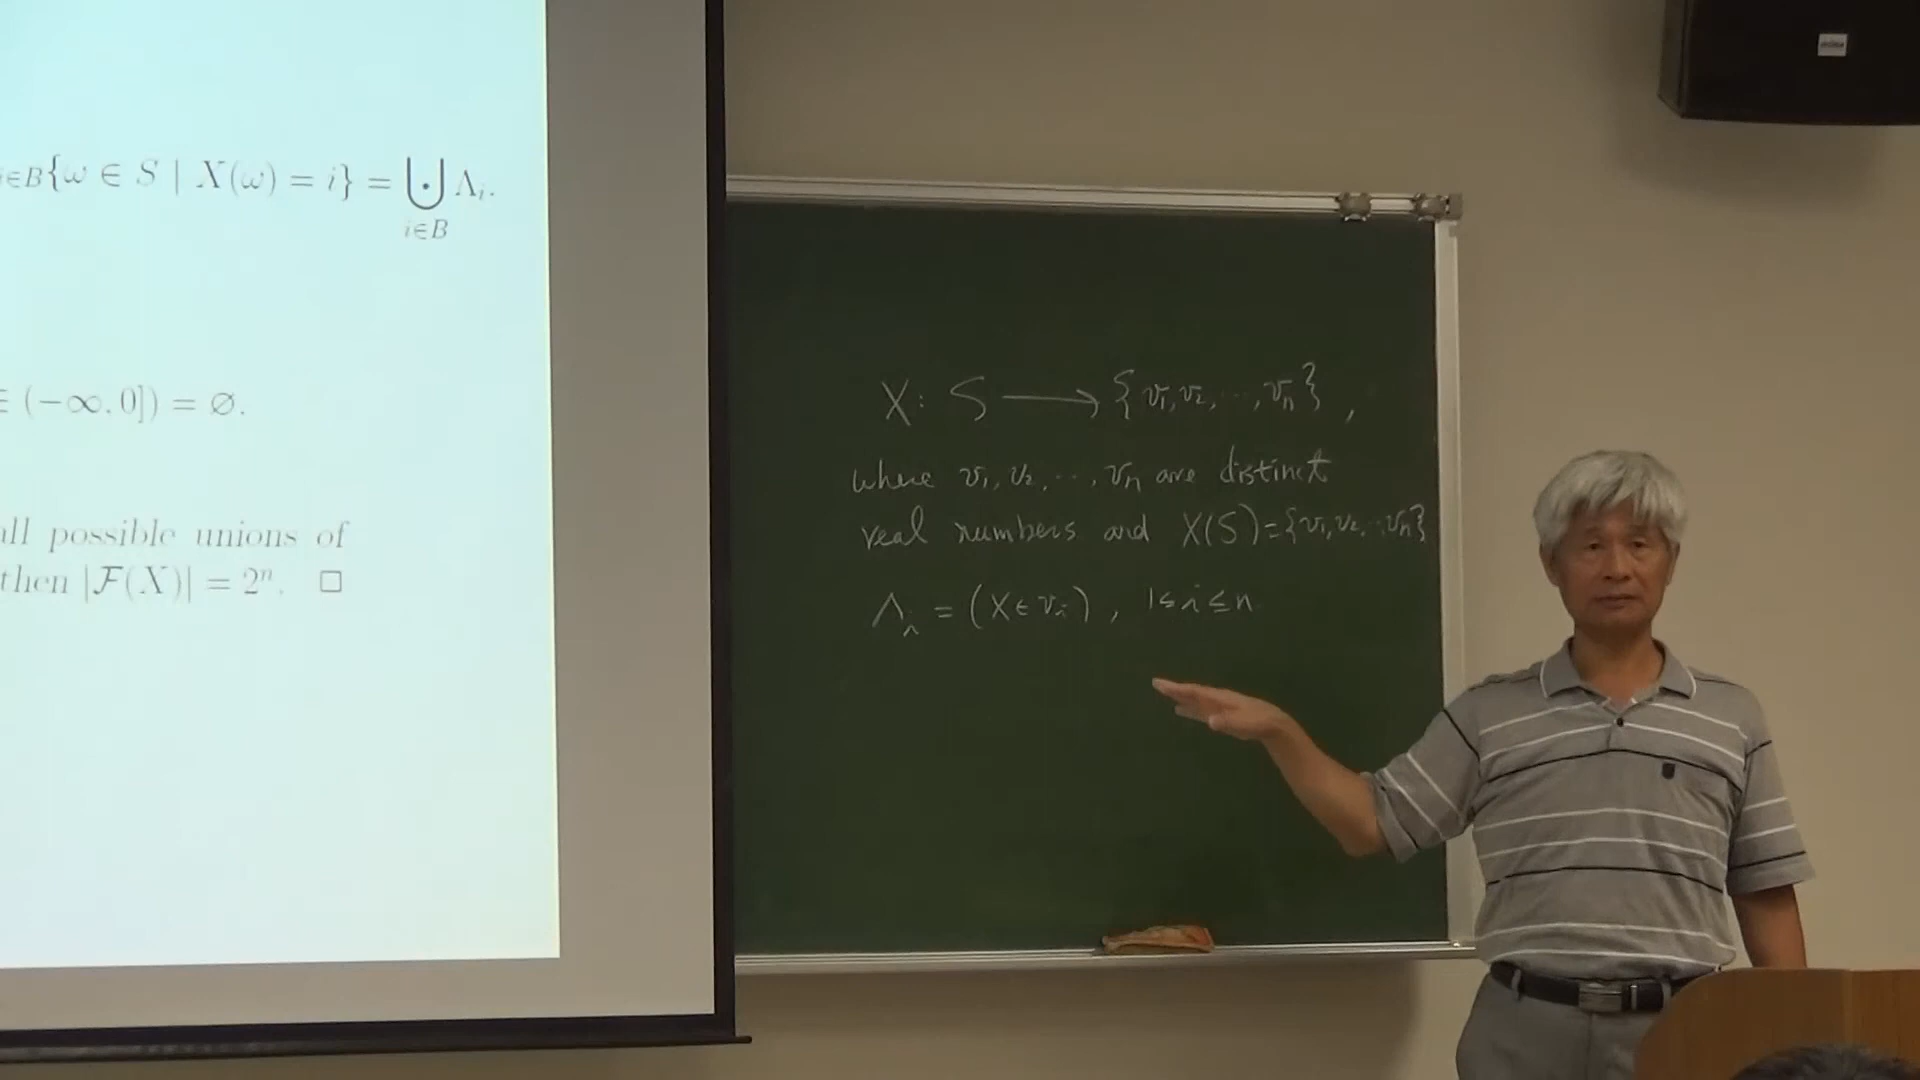 i∈B{ω ∈ S | X(ω) = i} = ⨃ Λᵢ.
i∈B
∈ (−∞, 0]) = ∅.
all possible unions of
then |ℱ(X)| = 2ⁿ. □
X: S ⟶ {v₁, v₂, ⋯, vₙ},
where v₁, v₂, ⋯, vₙ are distinct
real numbers and X(S) = {v₁, v₂, ⋯, vₙ}
Λᵢ = (X ∈ vᵢ), 1 ≤ i ≤ n